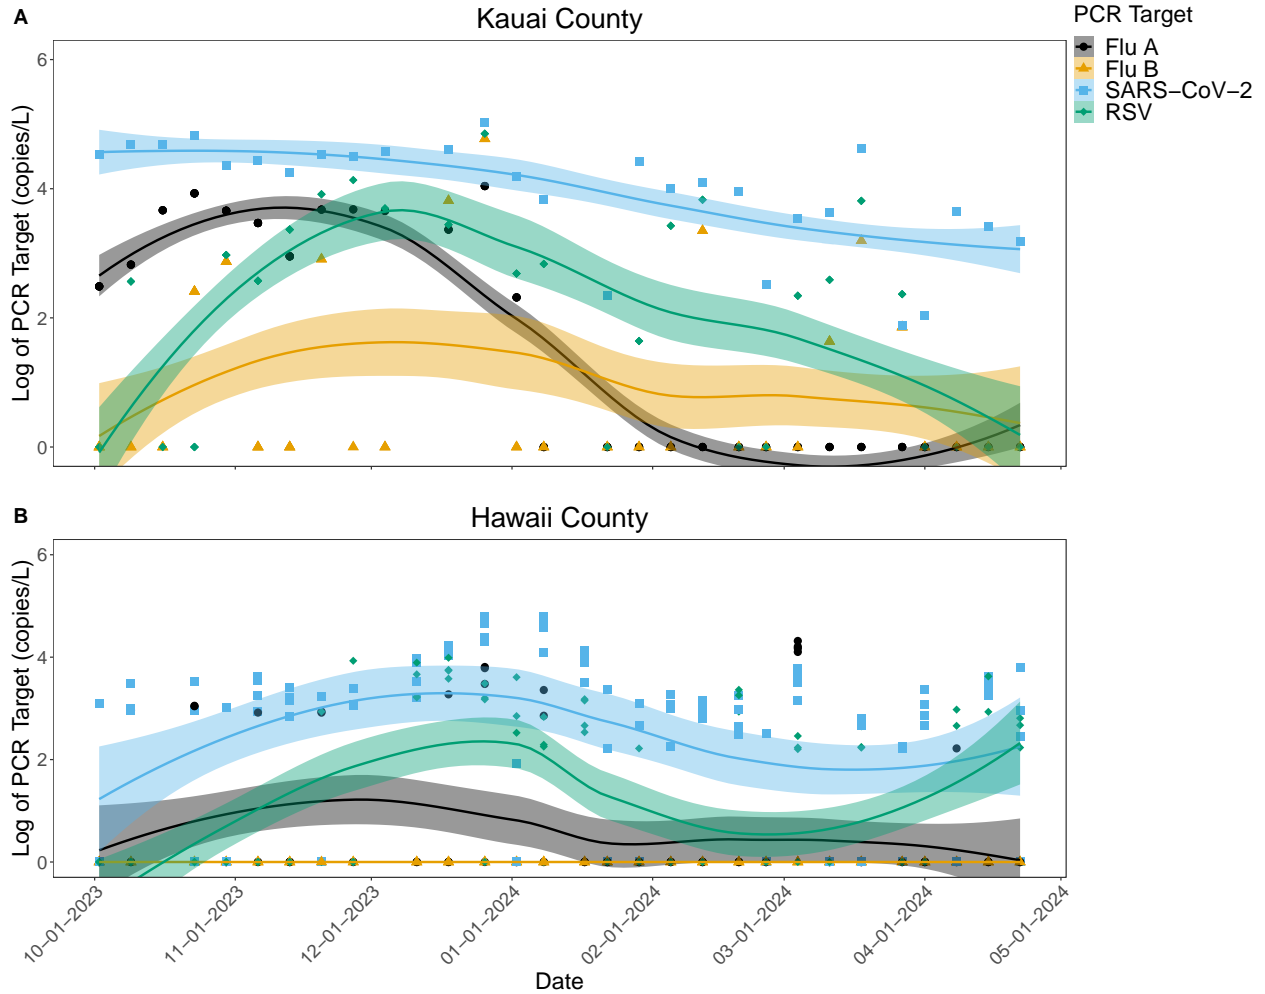 A
Kauai County
PCR Target
Flu A
Flu B
SARS−CoV−2
RSV
Log of PCR Target (copies/L)
6
4
2
0
B
Hawaii County
Log of PCR Target (copies/L)
6
4
2
0
10−01−2023
11−01−2023
12−01−2023
01−01−2024
02−01−2024
03−01−2024
04−01−2024
05−01−2024
Date